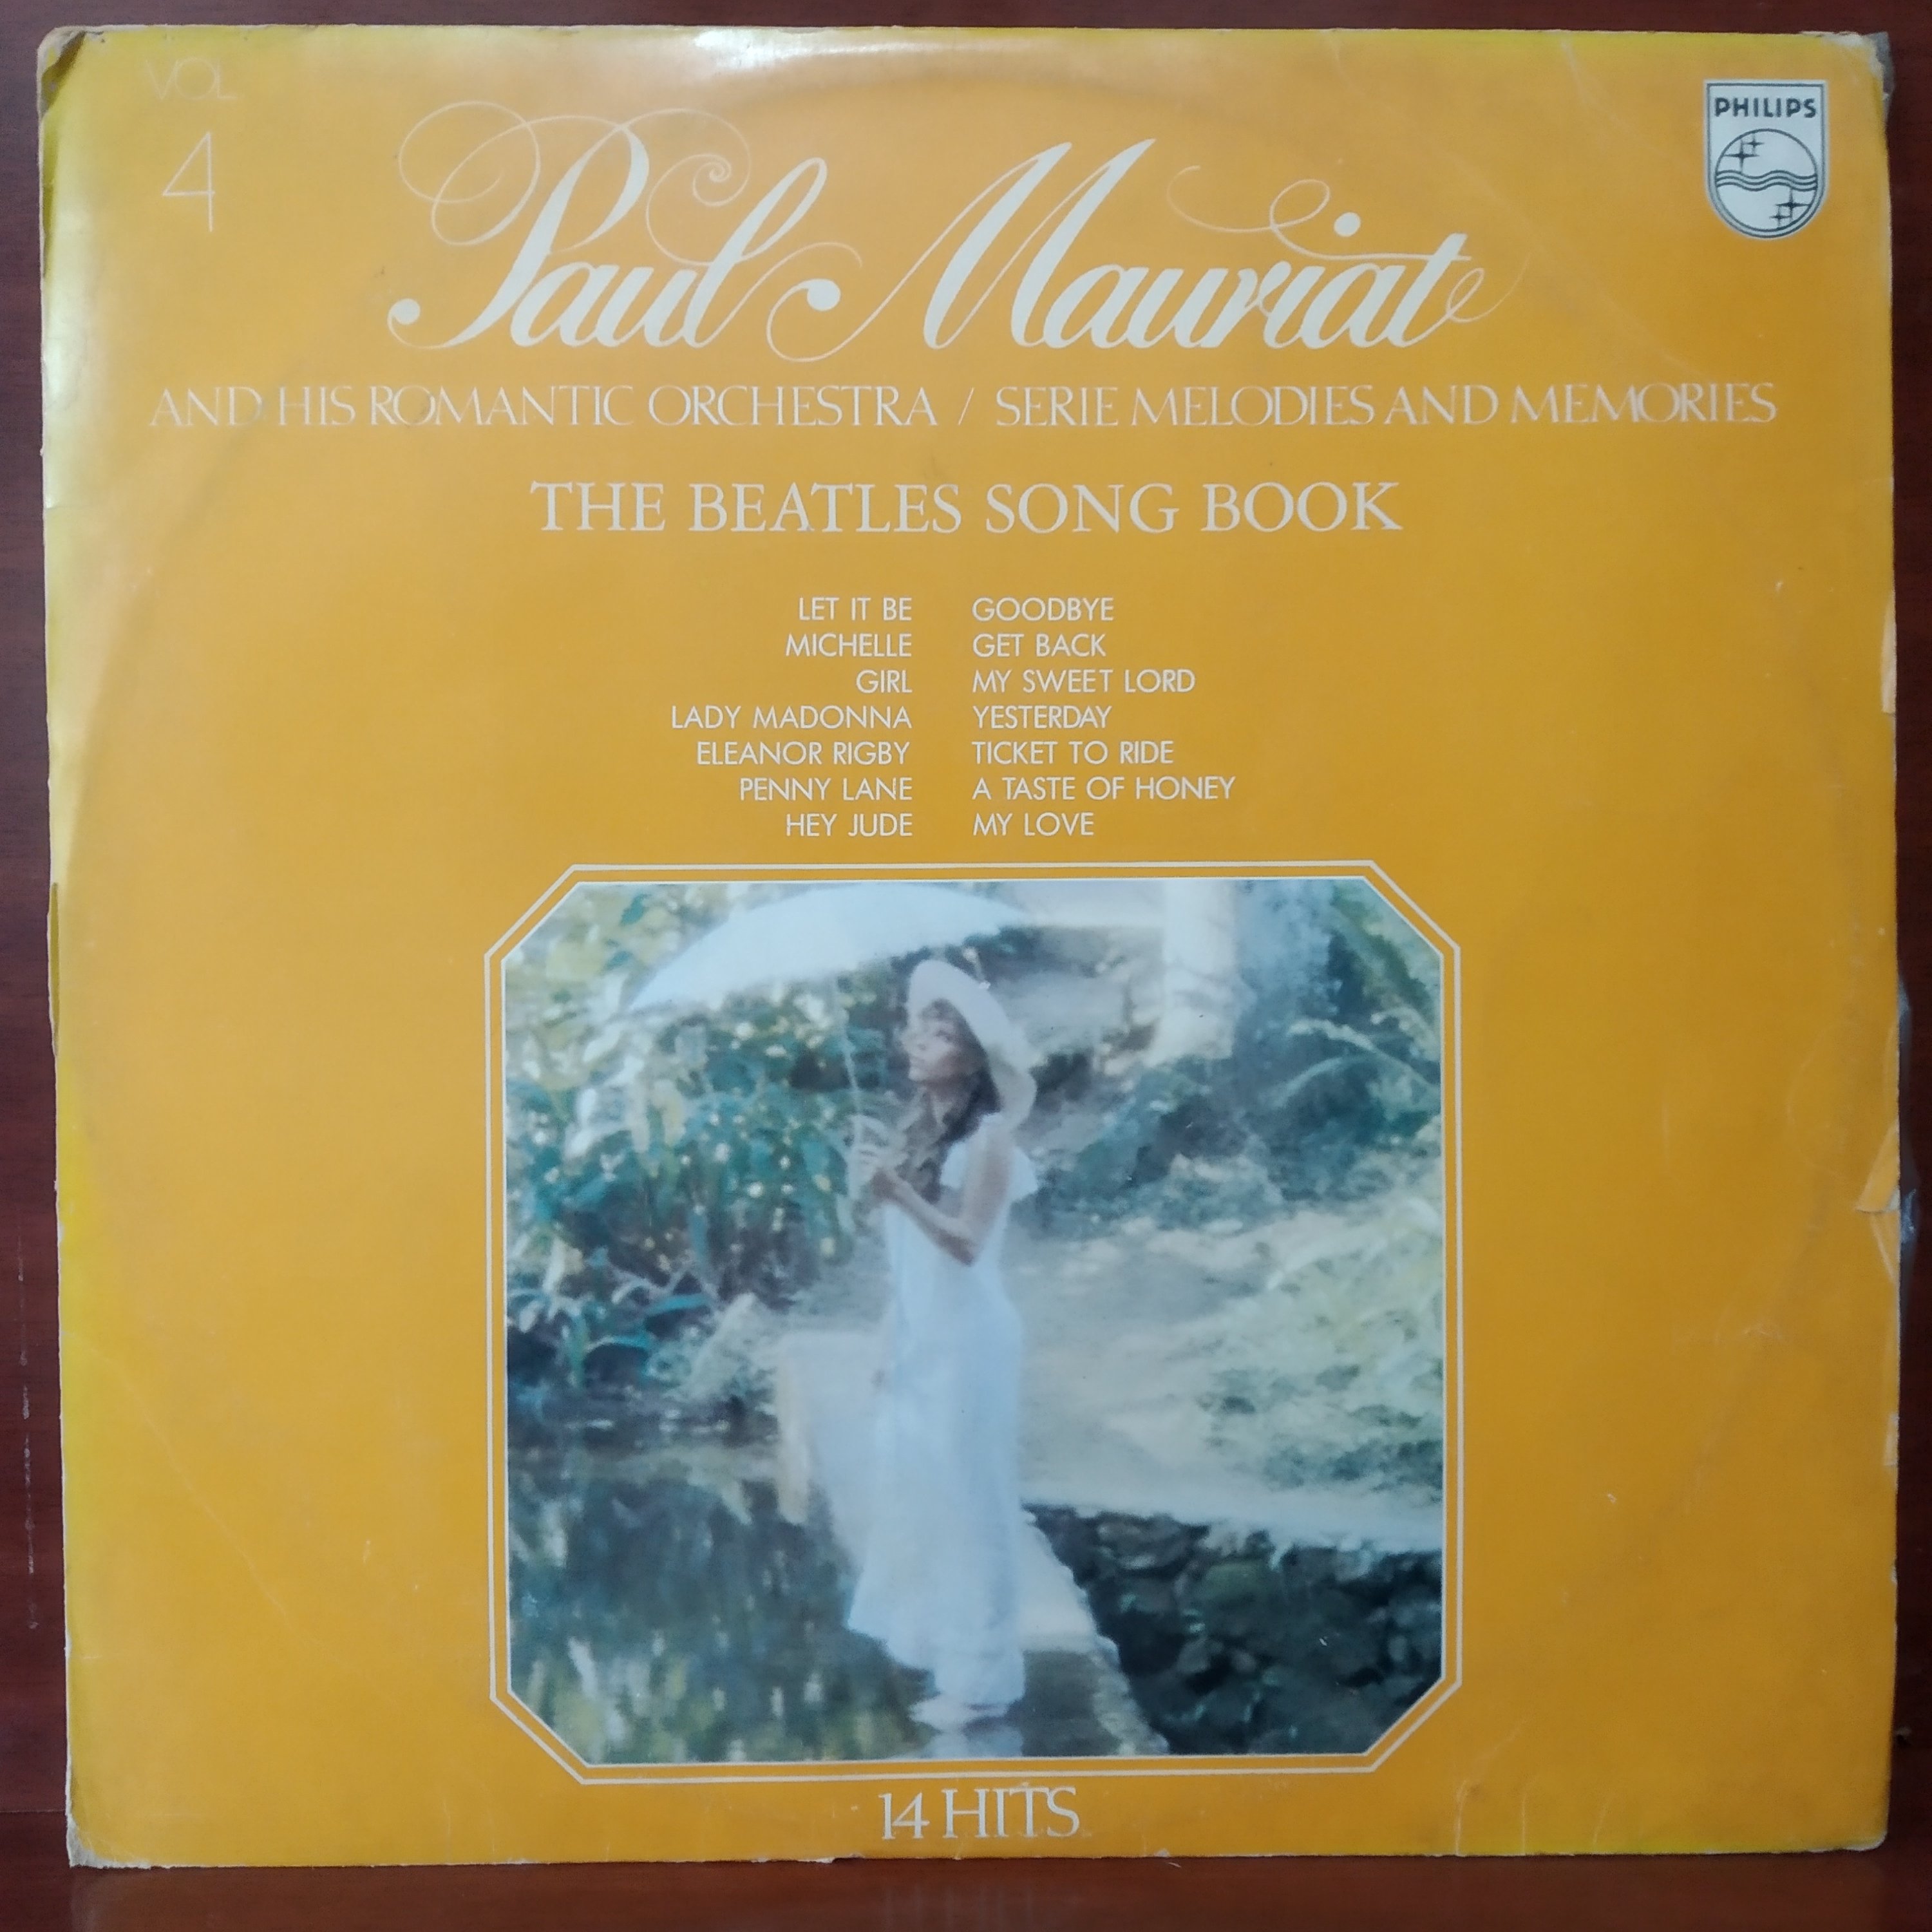 VOL
4
PHILIPS
Paul Mauriat
AND HIS ROMANTIC ORCHESTRA / SERIE MELODIES AND MEMORIES
THE BEATLES SONG BOOK
LET IT BE
MICHELLE
GIRL
LADY MADONNA
ELEANOR RIGBY
PENNY LANE
HEY JUDE
GOODBYE
GET BACK
MY SWEET LORD
YESTERDAY
TICKET TO RIDE
A TASTE OF HONEY
MY LOVE
14 HITS